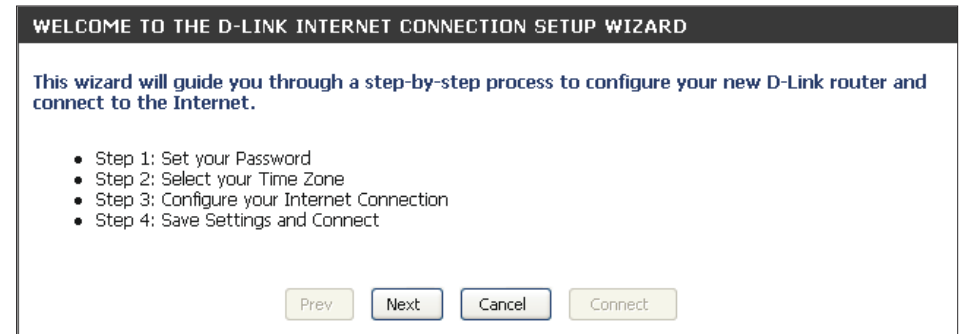 WELCOME TO THE D-LINK INTERNET CONNECTION SETUP WIZARD
This wizard will guide you through a step-by-step process to configure your new D-Link router and
connect to the Internet.
• Step 1: Set your Password
• Step 2: Select your Time Zone
• Step 3: Configure your Internet Connection
• Step 4: Save Settings and Connect
Prev Next Cancel Connect